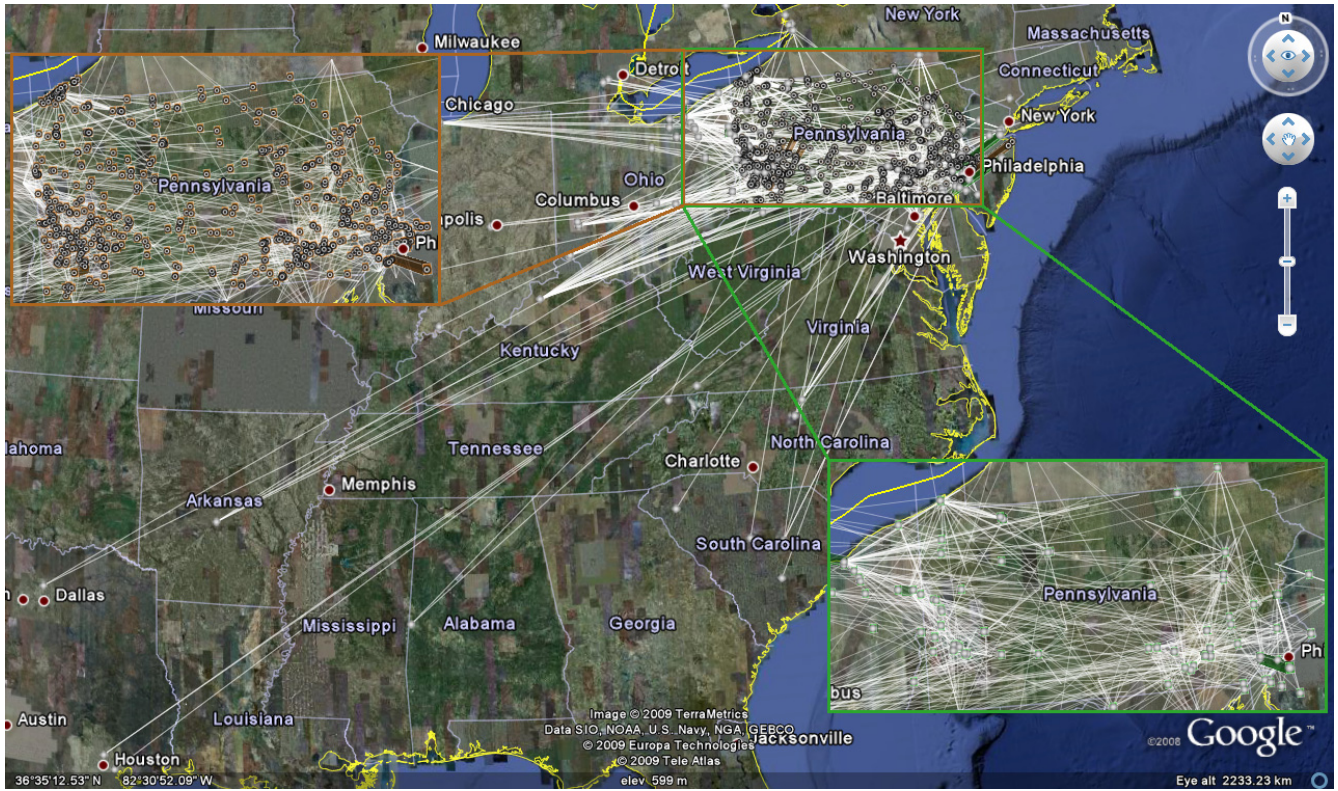 New York
Massachusetts
N
Milwaukee
Detroit
Connecticut
Chicago
New York
Pennsylvania
Pennsylvania
Philadelphia
Ohio
Columbus
Baltimore
apolis
Ph
Washington
West Virginia
Missouri
Virginia
Kentucky
North Carolina
Tennessee
lahoma
Charlotte
Memphis
Arkansas
South Carolina
Dallas
Pennsylvania
Mississippi
Alabama
Georgia
Phi
bus
Austin
Louisiana
Image © 2009 TerraMetrics
Data SIO, NOAA, U.S. Navy, NGA, GEBCO
© 2009 Europa Technologies
© 2009 Tele Atlas
Jacksonville
©2008 Google™
Houston
36°35'12.53" N 82°30'52.09" W
elev 599 m
Eye alt 2233.23 km